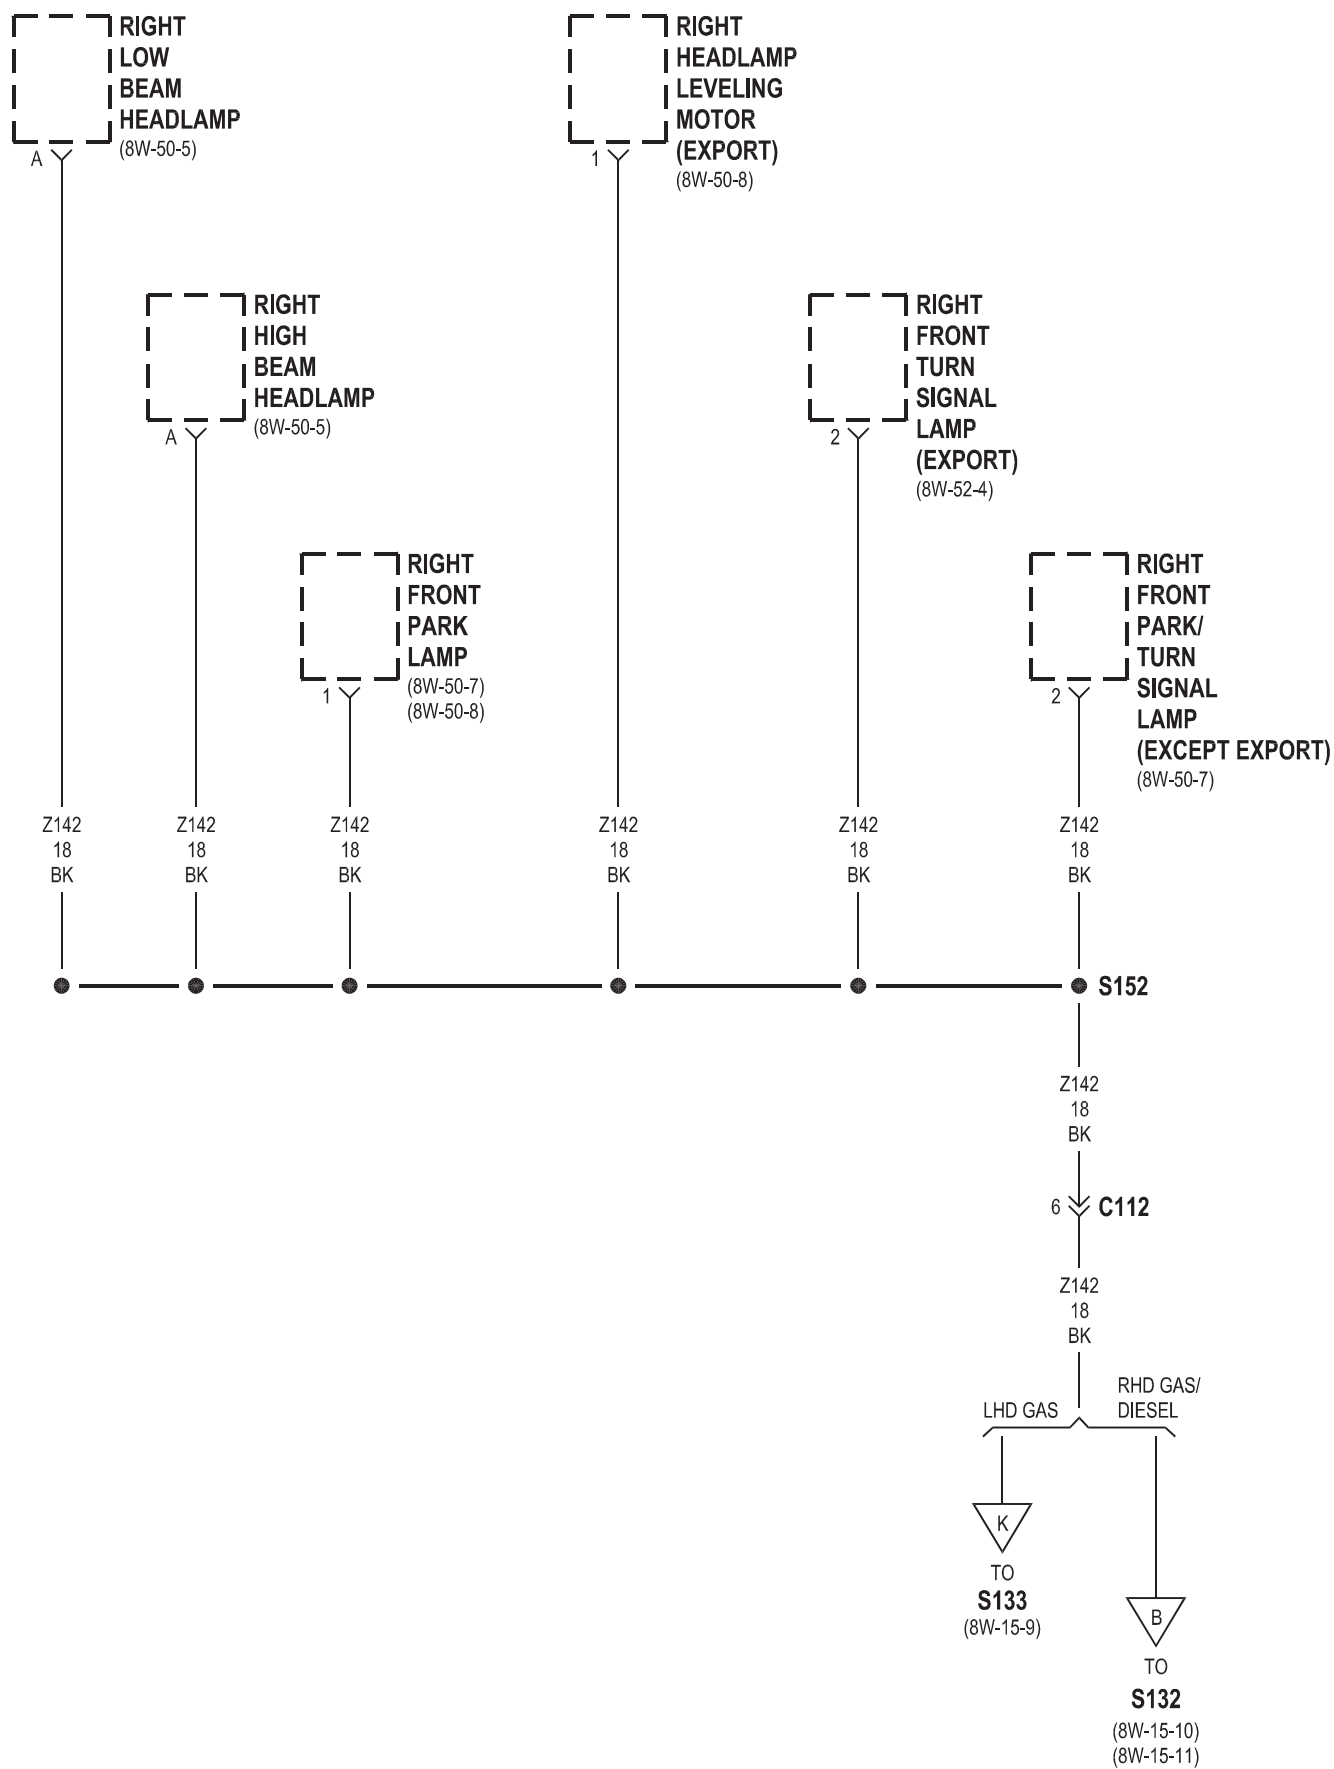 RIGHT
LOW
BEAM
HEADLAMP
(8W-50-5)
A
RIGHT
HEADLAMP
LEVELING
MOTOR
(EXPORT)
(8W-50-8)
1
RIGHT
HIGH
BEAM
HEADLAMP
(8W-50-5)
A
RIGHT
FRONT
TURN
SIGNAL
LAMP
(EXPORT)
(8W-52-4)
2
RIGHT
FRONT
PARK
LAMP
(8W-50-7)
(8W-50-8)
1
RIGHT
FRONT
PARK/
TURN
SIGNAL
LAMP
(EXCEPT EXPORT)
(8W-50-7)
2
Z142
18
BK
Z142
18
BK
Z142
18
BK
Z142
18
BK
Z142
18
BK
Z142
18
BK
S152
Z142
18
BK
6
C112
Z142
18
BK
LHD GAS
RHD GAS/
DIESEL
K
TO
S133
(8W-15-9)
B
TO
S132
(8W-15-10)
(8W-15-11)